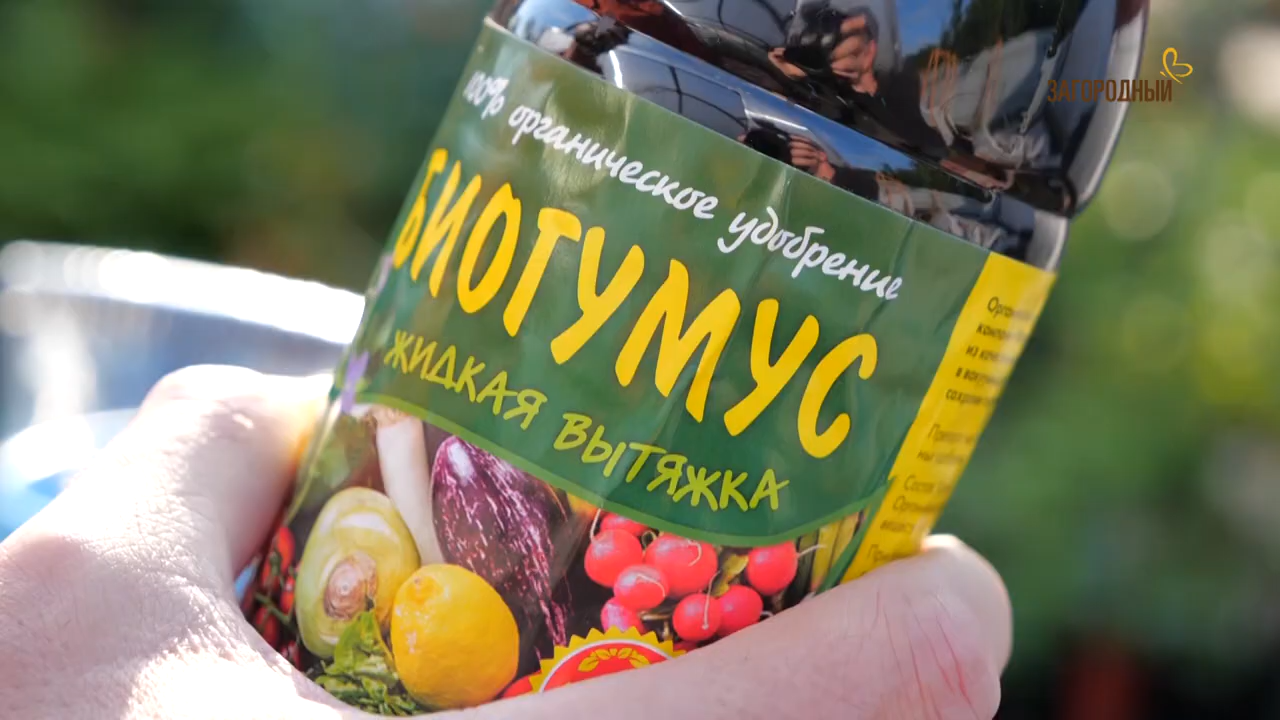 ЗАГОРОДНЫЙ
100% органическое удобрение
БИОГУМУС
ЖИДКАЯ ВЫТЯЖКА